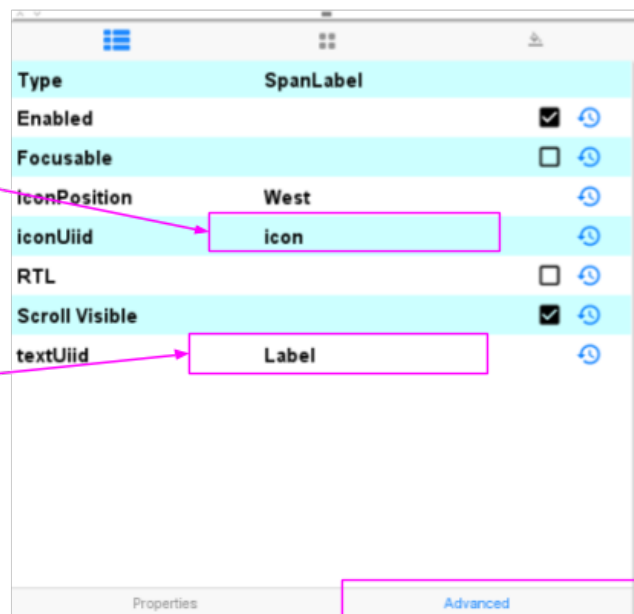 Type SpanLabel
Enabled
Focusable
iconPosition West
iconUiid icon
RTL
Scroll Visible
textUiid Label
Properties Advanced